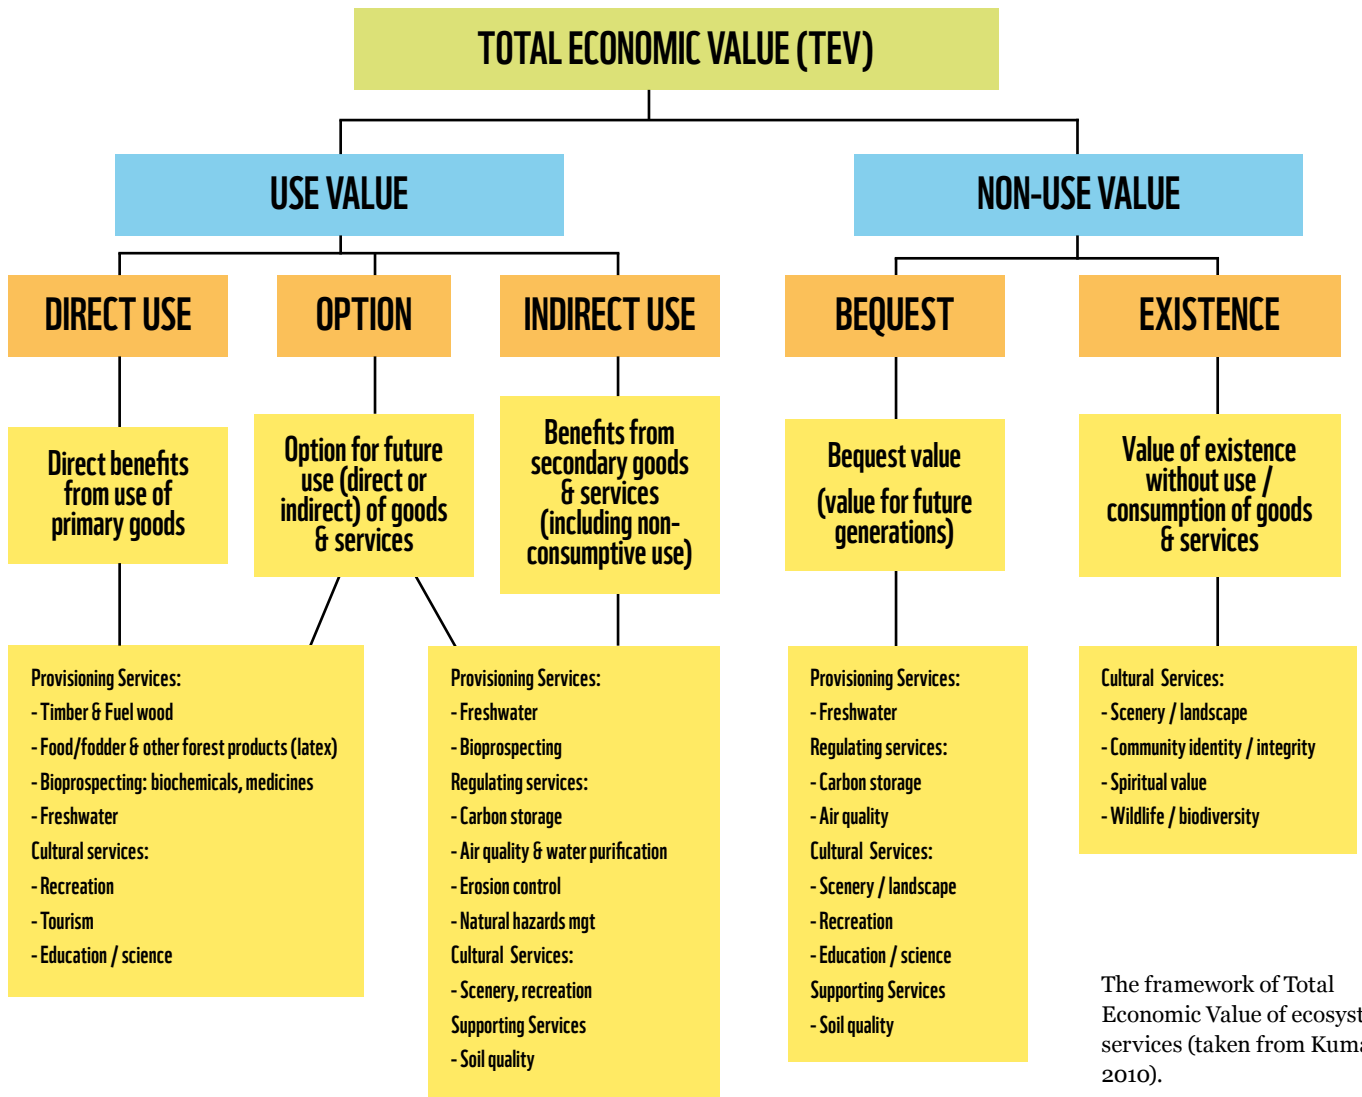 TOTAL ECONOMIC VALUE (TEV)
USE VALUE
NON-USE VALUE
DIRECT USE
OPTION
INDIRECT USE
BEQUEST
EXISTENCE
Direct benefits
from use of
primary goods
Option for future
use (direct or
indirect) of goods
& services
Benefits from
secondary goods
& services
(including non-
consumptive use)
Bequest value
(value for future
generations)
Value of existence
without use /
consumption of goods
& services
Provisioning Services:
- Timber & Fuel wood
- Food/fodder & other forest products (latex)
- Bioprospecting: biochemicals, medicines
- Freshwater
Cultural services:
- Recreation
- Tourism
- Education / science
Provisioning Services:
- Freshwater
- Bioprospecting
Regulating services:
- Carbon storage
- Air quality & water purification
- Erosion control
- Natural hazards mgt
Cultural Services:
- Scenery, recreation
Supporting Services
- Soil quality
Provisioning Services:
- Freshwater
Regulating services:
- Carbon storage
- Air quality
Cultural Services:
- Scenery / landscape
- Recreation
- Education / science
Supporting Services
- Soil quality
Cultural Services:
- Scenery / landscape
- Community identity / integrity
- Spiritual value
- Wildlife / biodiversity
The framework of Total
Economic Value of
services (taken from
2010).